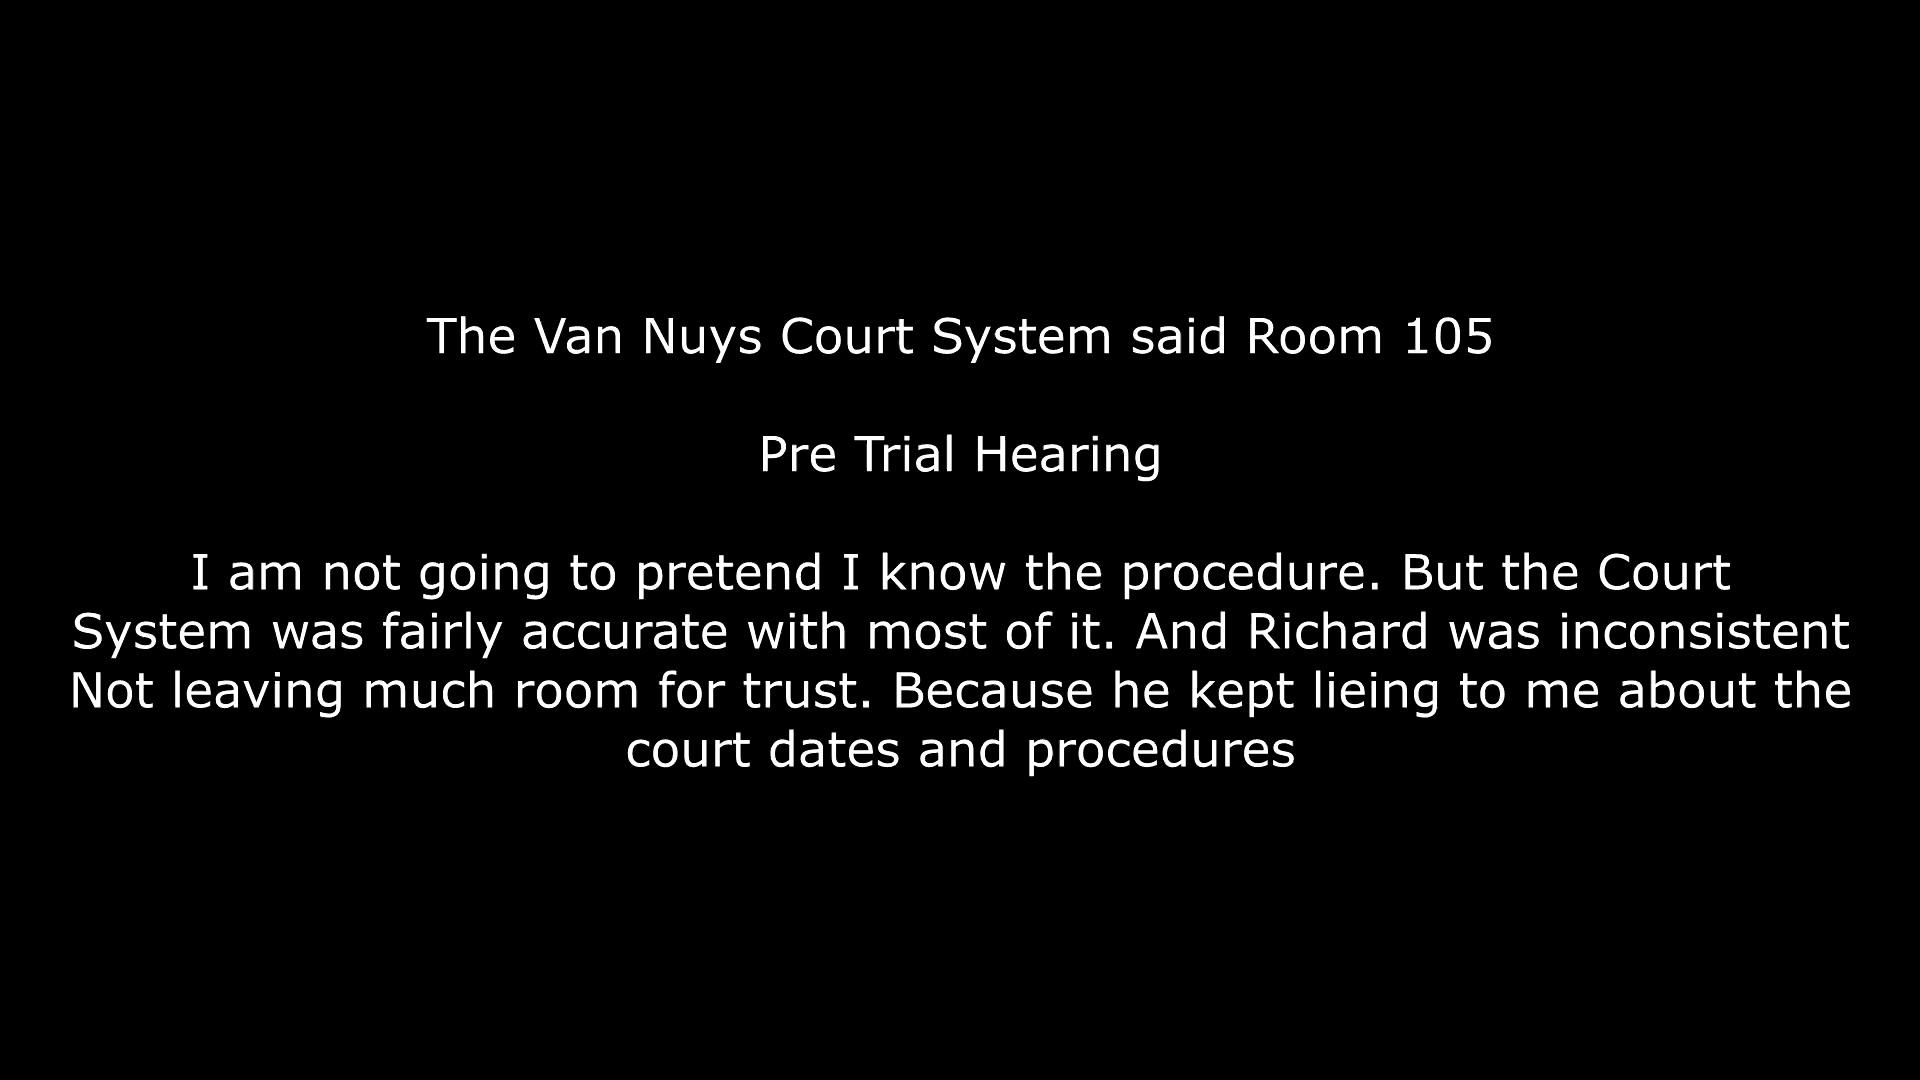 The Van Nuys Court System said Room 105
Pre Trial Hearing
I am not going to pretend I know the procedure. But the Court
System was fairly accurate with most of it. And Richard was inconsistent
Not leaving much room for trust. Because he kept lieing to me about the
court dates and procedures